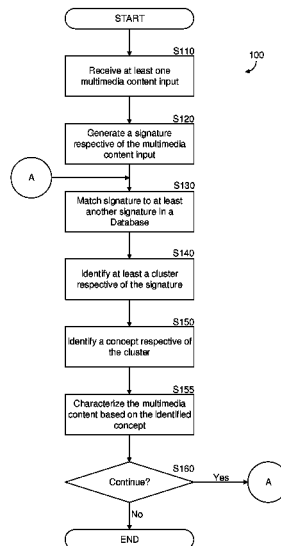 START
S110
100
Receive at least one
multimedia content input
S120
Generate a signature
respective of the multimedia
content input
A
S130
Match signature to at least
another signature in a
Database
S140
Identify at least a cluster
respective of the signature
S150
Identify a concept respective
of the cluster
S155
Characterize the multimedia
content based on the identified
concept
S160
Continue?
Yes
A
No
END